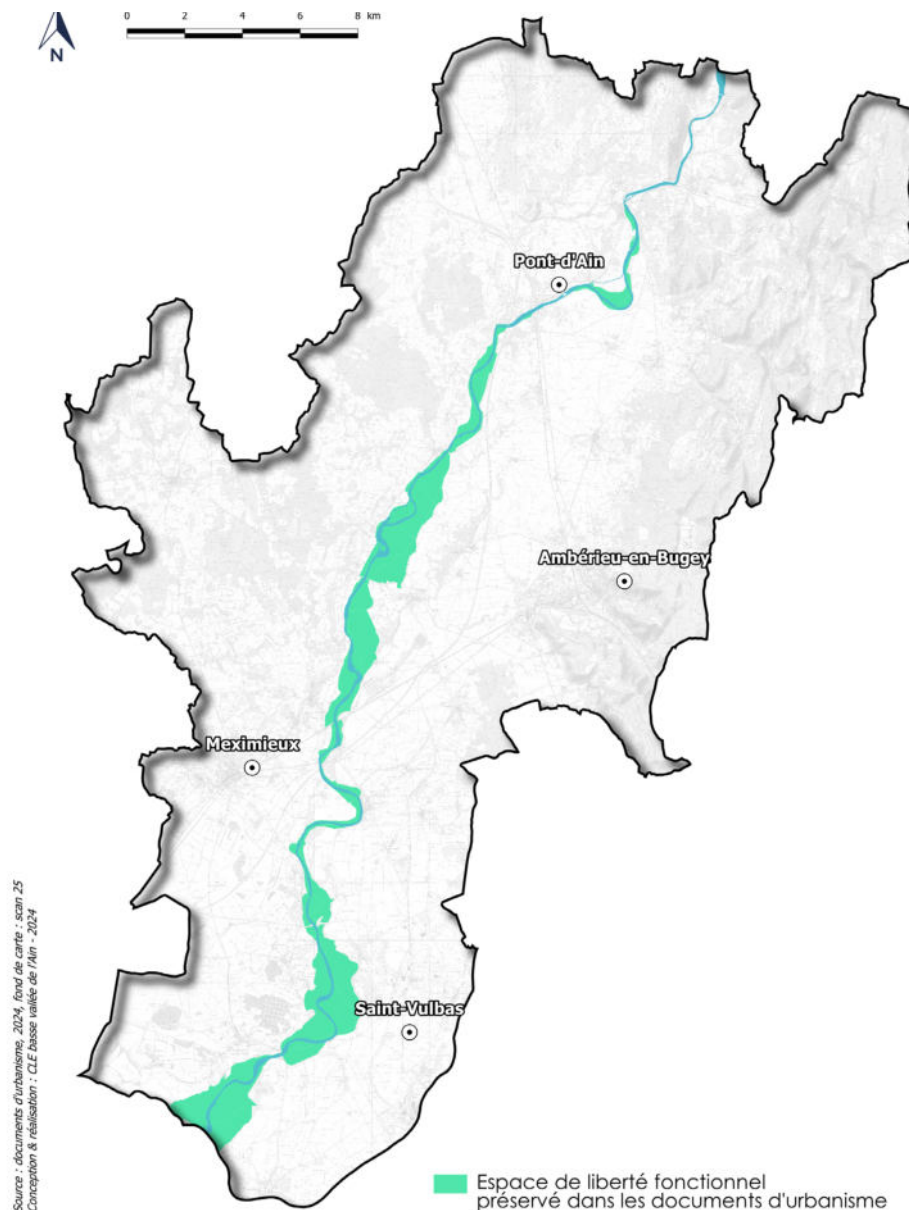 N
0 2 4 6 8 km
Pont-d'Ain
Ambérieu-en-Bugey
Meximieux
Saint-Vulbas
Source : documents d'urbanisme, 2024, fond de carte : scan 25
Conception & réalisation : CLE basse vallée de l'Ain - 2024
Espace de liberté fonctionnel
préservé dans les documents d'urbanisme